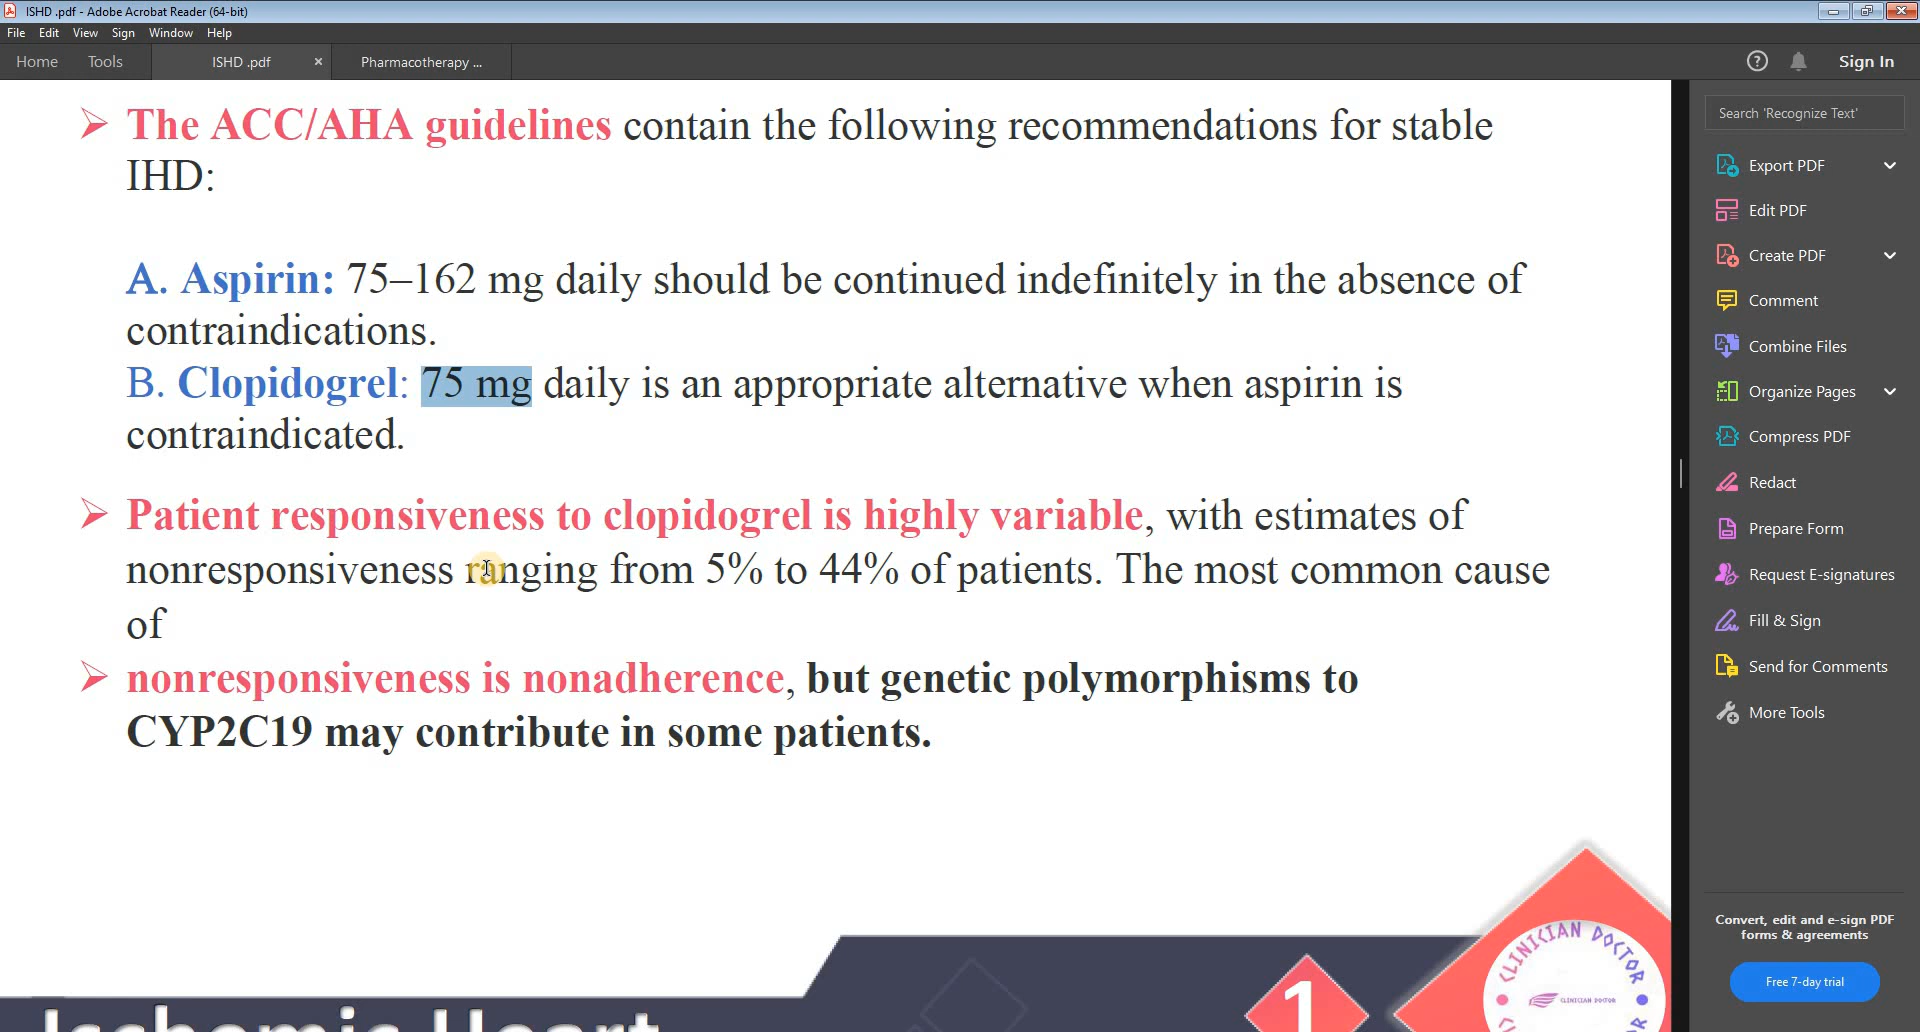 ISHD .pdf - Adobe Acrobat Reader (64-bit)
File Edit View Sign Window Help
Home Tools ISHD .pdf × Pharmacotherapy ... ? Sign In
➢ The ACC/AHA guidelines contain the following recommendations for stable
IHD:
A. Aspirin: 75–162 mg daily should be continued indefinitely in the absence of
contraindications.
B. Clopidogrel: 75 mg daily is an appropriate alternative when aspirin is
contraindicated.
➢ Patient responsiveness to clopidogrel is highly variable, with estimates of
nonresponsiveness ranging from 5% to 44% of patients. The most common cause
of
➢ nonresponsiveness is nonadherence, but genetic polymorphisms to
CYP2C19 may contribute in some patients.
Ischemic Heart
1
CLINICIAN DOCTOR
CLINICIAN DOCTOR
Search 'Recognize Text'
Export PDF
Edit PDF
Create PDF
Comment
Combine Files
Organize Pages
Compress PDF
Redact
Prepare Form
Request E-signatures
Fill & Sign
Send for Comments
More Tools
Convert, edit and e-sign PDF
forms & agreements
Free 7-day trial